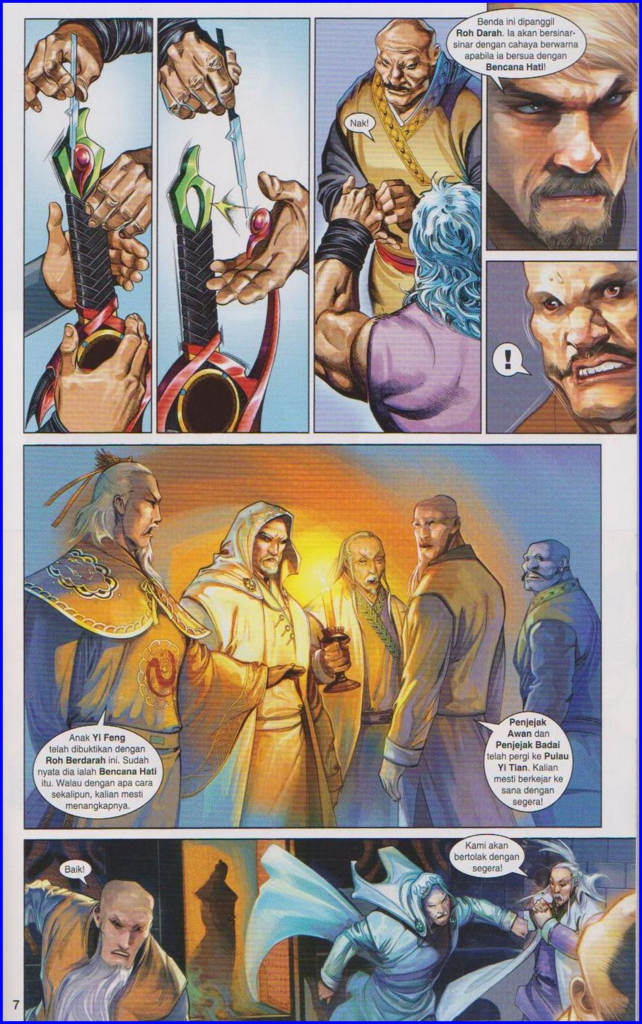 Nak!
Benda ini dipanggil
Roh Darah. Ia akan bersinar-
sinar dengan cahaya berwarna
apabila ia bersua dengan
Bencana Hati!
!
Anak Yi Feng
telah dibuktikan dengan
Roh Berdarah ini. Sudah
nyata dia ialah Bencana Hati
itu. Walau dengan apa cara
sekalipun, kalian mesti
menangkapnya.
Penjejak
Awan dan
Penjejak Badai
telah pergi ke Pulau
Yi Tian. Kalian
mesti berkejar ke
sana dengan
segera!
Baik!
Kami akan
bertolak dengan
segera!
7